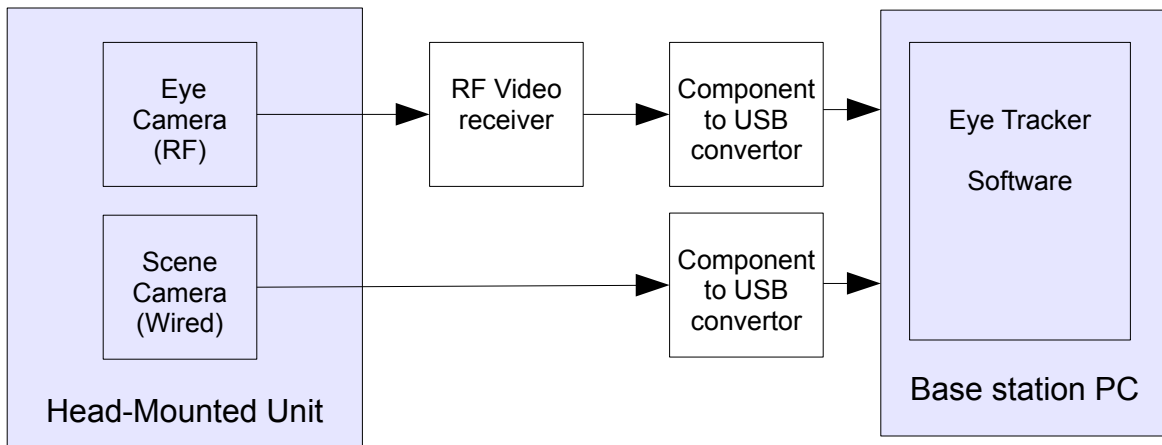 Eye
Camera
(RF)
RF Video
receiver
Component
to USB
convertor
Eye Tracker
Software
Scene
Camera
(Wired)
Component
to USB
convertor
Head-Mounted Unit
Base station PC